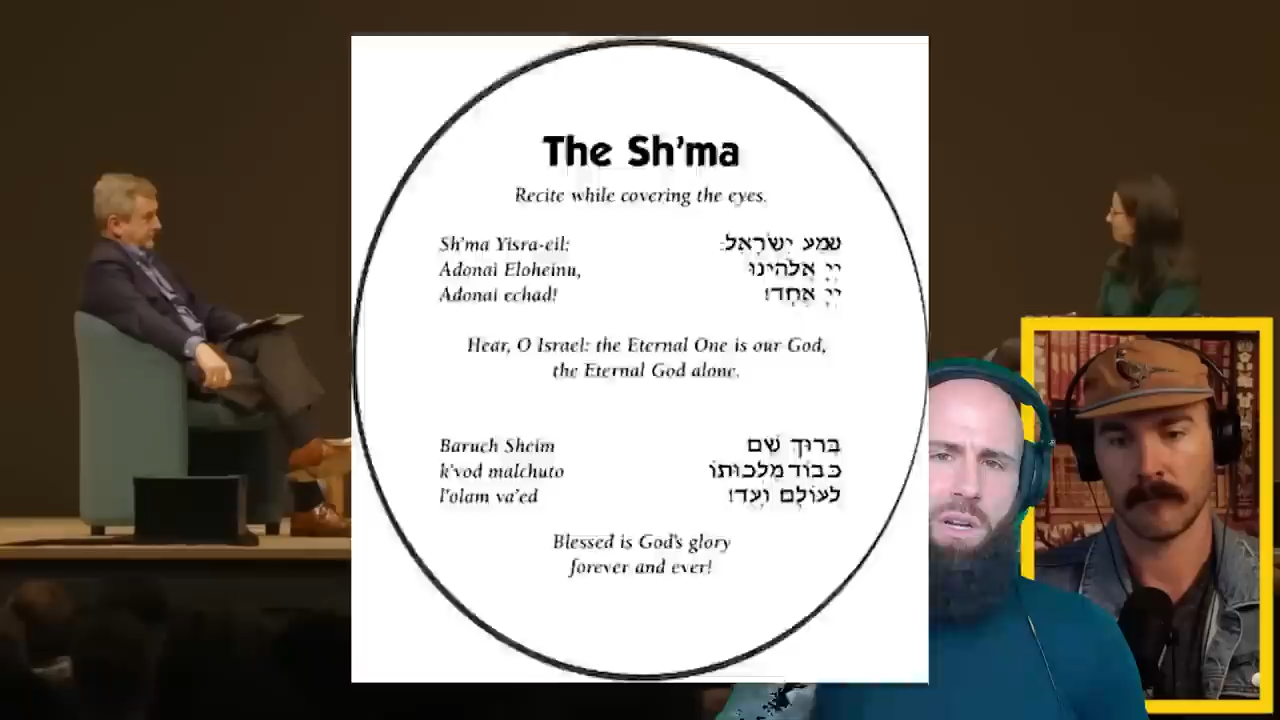 The Sh'ma
Recite while covering the eyes.
Sh'ma Yisra-eil:
Adonai Eloheinu,
Adonai echad!
שְׁמַע יִשְׂרָאֵל:
יְיָ אֱלֹהֵינוּ
יְיָ אֶחָד!
Hear, O Israel: the Eternal One is our God,
the Eternal God alone.
Baruch Sheim
k'vod malchuto
l'olam va'ed
בָּרוּךְ שֵׁם
כְּבוֹד מַלְכוּתוֹ
לְעוֹלָם וָעֶד!
Blessed is God's glory
forever and ever!